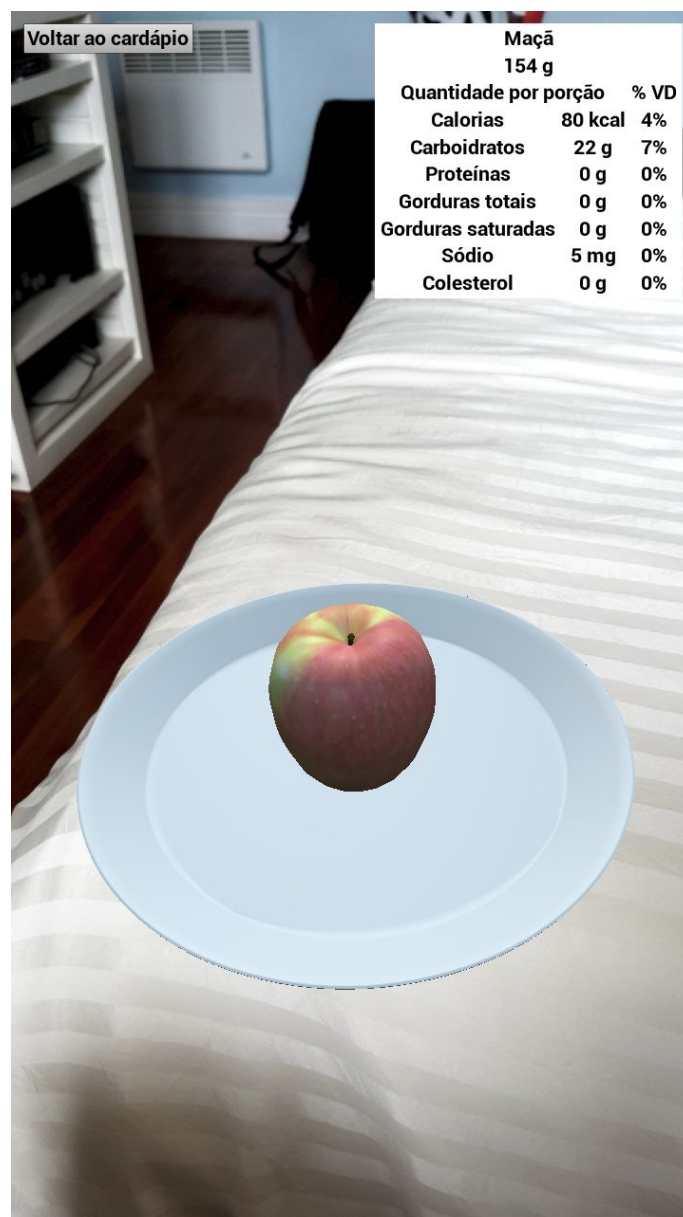 Voltar ao cardápio
Maçã
154 g
Quantidade por porção % VD
Calorias 80 kcal 4%
Carboidratos 22 g 7%
Proteínas 0 g 0%
Gorduras totais 0 g 0%
Gorduras saturadas 0 g 0%
Sódio 5 mg 0%
Colesterol 0 g 0%